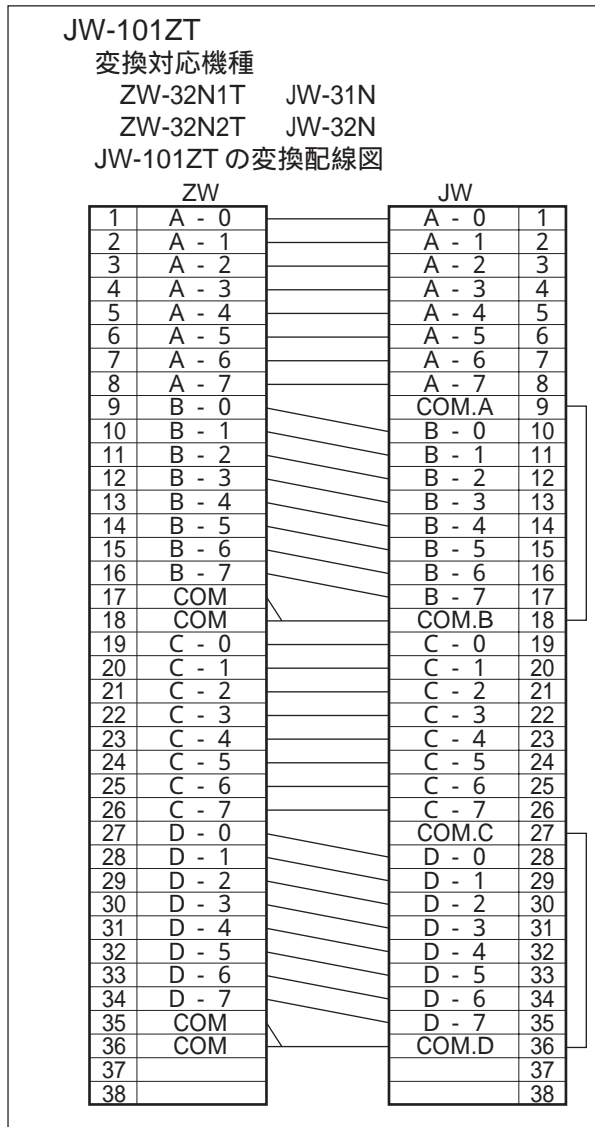 JW-101ZT
変換対応機種
ZW-32N1T JW-31N
ZW-32N2T JW-32N
JW-101ZT の変換配線図
ZW JW
1 A - 0 A - 0 1
2 A - 1 A - 1 2
3 A - 2 A - 2 3
4 A - 3 A - 3 4
5 A - 4 A - 4 5
6 A - 5 A - 5 6
7 A - 6 A - 6 7
8 A - 7 A - 7 8
9 B - 0 COM.A 9
10 B - 1 B - 0 10
11 B - 2 B - 1 11
12 B - 3 B - 2 12
13 B - 4 B - 3 13
14 B - 5 B - 4 14
15 B - 6 B - 5 15
16 B - 7 B - 6 16
17 COM B - 7 17
18 COM COM.B 18
19 C - 0 C - 0 19
20 C - 1 C - 1 20
21 C - 2 C - 2 21
22 C - 3 C - 3 22
23 C - 4 C - 4 23
24 C - 5 C - 5 24
25 C - 6 C - 6 25
26 C - 7 C - 7 26
27 D - 0 COM.C 27
28 D - 1 D - 0 28
29 D - 2 D - 1 29
30 D - 3 D - 2 30
31 D - 4 D - 3 31
32 D - 5 D - 4 32
33 D - 6 D - 5 33
34 D - 7 D - 6 34
35 COM D - 7 35
36 COM COM.D 36
37 37
38 38